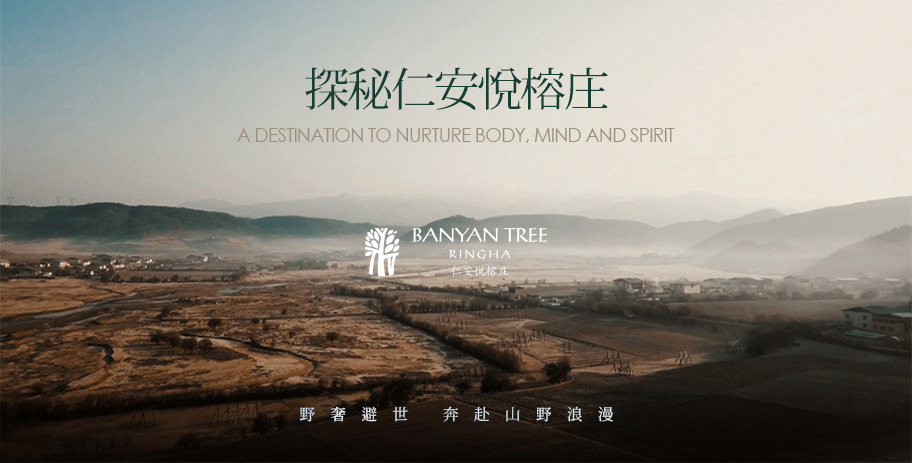 探秘仁安悦榕庄
A DESTINATION TO NURTURE BODY, MIND AND SPIRIT
BANYAN TREE
RINGHA
仁安悦榕庄
野奢避世 奔赴山野浪漫